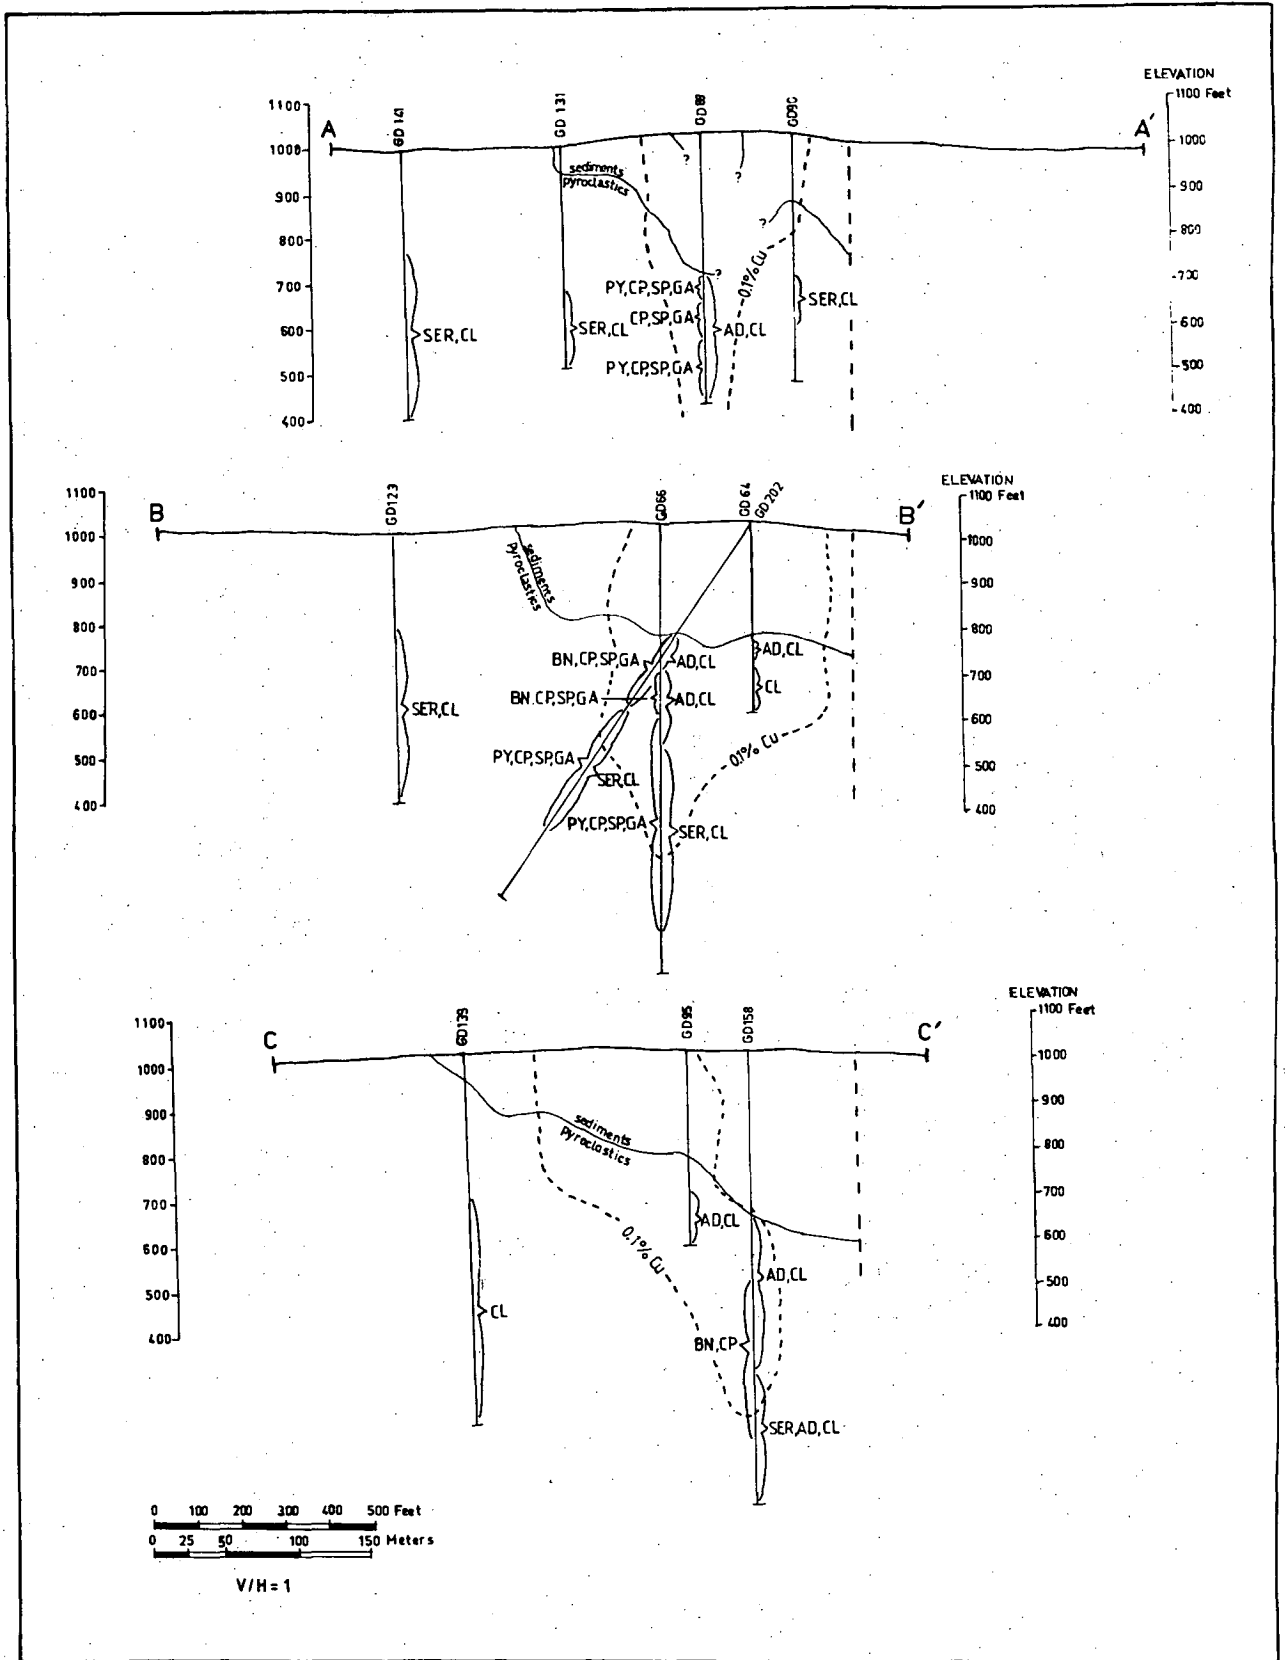 ELEVATION
1100 1100 Feet
GD 141 GD 131 GD 88 GD90
A A′
1000 1000
? ?
sediments
pyroclastics
900 900
?
800 800
?
700 700
0.1% Cu
PY,CP,SP,GA
SER,CL SER,CL CP,SP,GA AD,CL SER,CL
600 600
PY,CP,SP,GA
500 500
400 400
ELEVATION
1100 1100 Feet
GD123 GD66 GD64 GD202
B B′
1000 1000
sediments
pyroclastics
900 900
800 800
BN,CP,SP,GA AD,CL AD,CL
700 700
BN.CP,SP,GA AD,CL CL
SER,CL
600 600
0.1% Cu
PY,CP,SP,GA
SER,CL
500 500
400 400
PY,CP,SP,GA SER,CL
ELEVATION
1100 1100 Feet
GD139 GD95 GD158
C C′
1000 1000
900 900
sediments
pyroclastics
800 800
700 700
AD,CL
0.1% Cu
600 600
AD,CL
500 500
CL
400 400
BN,CP
SER,AD,CL
0 100 200 300 400 500 Feet
0 25 50 100 150 Meters
V/H = 1